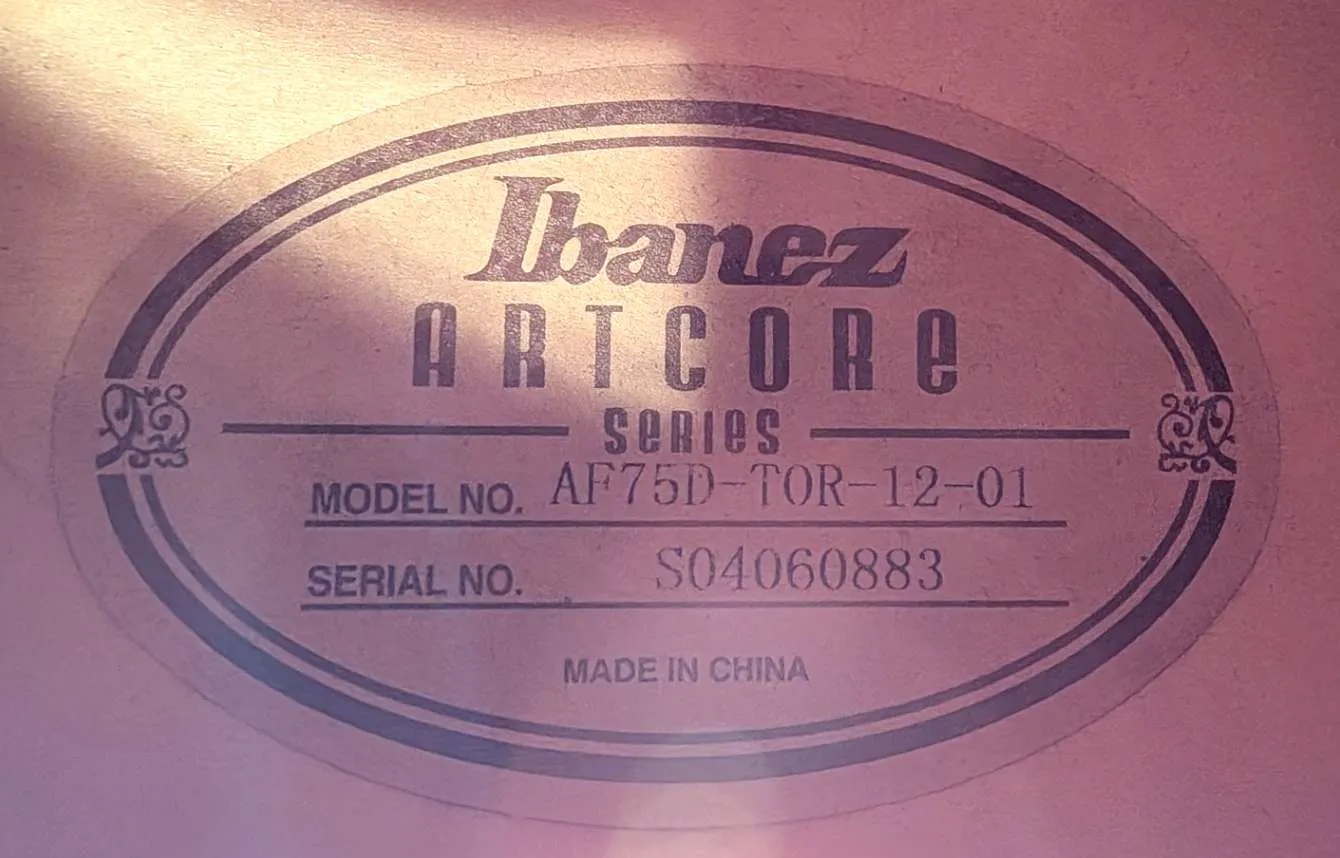 Ibanez
ARTCORE
SERIES
MODEL NO. AF75D-TOR-12-01
SERIAL NO. S04060883
MADE IN CHINA